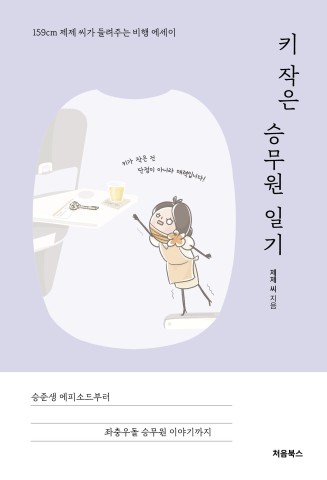 159cm 제제 씨가 들려주는 비행 에세이
키 작은 승무원 일기
제제 씨 지음
키가 작은 건
단점이 아니라 매력입니다!
승준생 에피소드부터
좌충우돌 승무원 이야기까지
처음북스